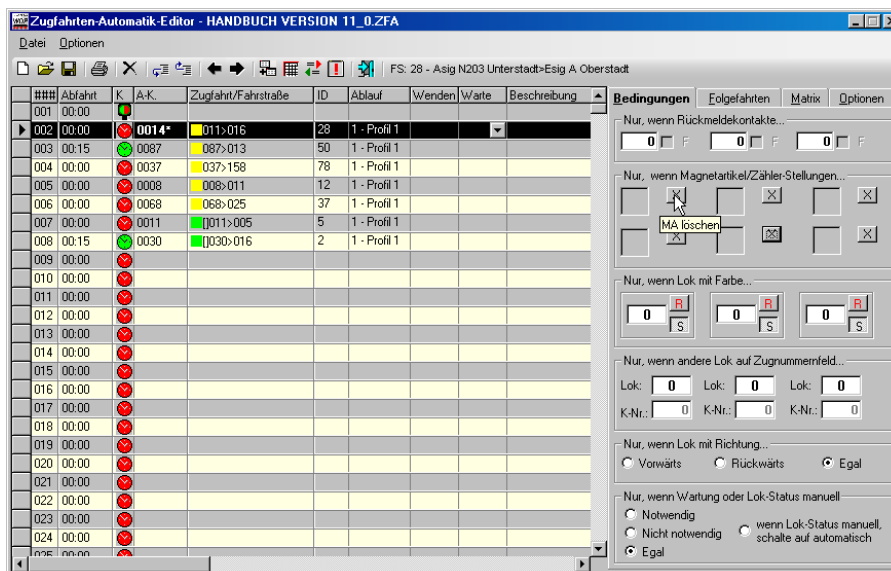 Zugfahrten-Automatik-Editor - HANDBUCH VERSION 11_0.ZFA
Datei Optionen
FS: 28 - Asig N203 Unterstadt>Esig A Oberstadt
### Abfahrt K A-K. Zugfahrt/Fahrstraße ID Ablauf Wenden Warte Beschreibung
001 00:00
002 00:00 0014* 011>016 28 1 - Profil 1
003 00:15 0087 087>013 50 1 - Profil 1
004 00:00 0037 037>158 78 1 - Profil 1
005 00:00 0008 008>011 12 1 - Profil 1
006 00:00 0068 068>025 37 1 - Profil 1
007 00:00 0011 []011>005 5 1 - Profil 1
008 00:15 0030 []030>016 2 1 - Profil 1
009 00:00
010 00:00
011 00:00
012 00:00
013 00:00
014 00:00
015 00:00
016 00:00
017 00:00
018 00:00
019 00:00
020 00:00
021 00:00
022 00:00
023 00:00
024 00:00
025 00:00
Bedingungen Folgefahrten Matrix Optionen
Nur, wenn Rückmeldekontakte...
0 F 0 F 0 F
Nur, wenn Magnetartikel/Zähler-Stellungen...
X X X
MA löschen
X X X
Nur, wenn Lok mit Farbe...
0 R S 0 R S 0 R S
Nur, wenn andere Lok auf Zugnummernfeld...
Lok: 0 Lok: 0 Lok: 0
K-Nr.: 0 K-Nr.: 0 K-Nr.: 0
Nur, wenn Lok mit Richtung...
Vorwärts Rückwärts Egal
Nur, wenn Wartung oder Lok-Status manuell
Notwendig
Nicht notwendig
Egal
wenn Lok-Status manuell,
schalte auf automatisch